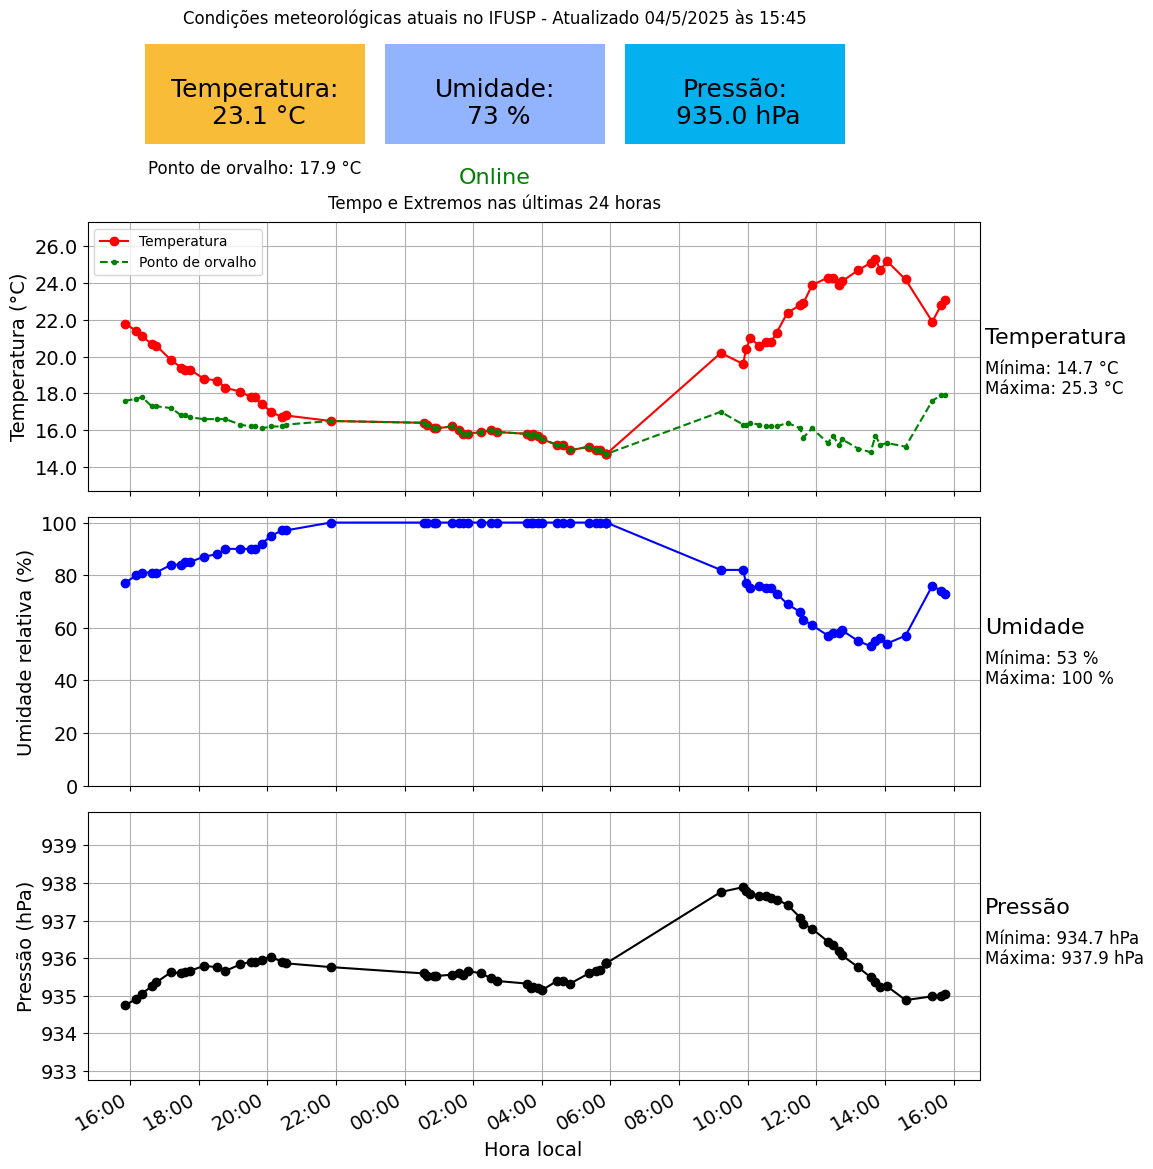 Condições meteorológicas atuais no IFUSP - Atualizado 04/5/2025 às 15:45
Temperatura:
23.1 °C
Umidade:
73 %
Pressão:
935.0 hPa
Ponto de orvalho: 17.9 °C
Online
Tempo e Extremos nas últimas 24 horas
Temperatura (°C)
26.0
24.0
22.0
20.0
18.0
16.0
14.0
Temperatura
Ponto de orvalho
Temperatura
Mínima: 14.7 °C
Máxima: 25.3 °C
Umidade relativa (%)
100
80
60
40
20
0
Umidade
Mínima: 53 %
Máxima: 100 %
Pressão (hPa)
939
938
937
936
935
934
933
Pressão
Mínima: 934.7 hPa
Máxima: 937.9 hPa
16:00 18:00 20:00 22:00 00:00 02:00 04:00 06:00 08:00 10:00 12:00 14:00 16:00
Hora local